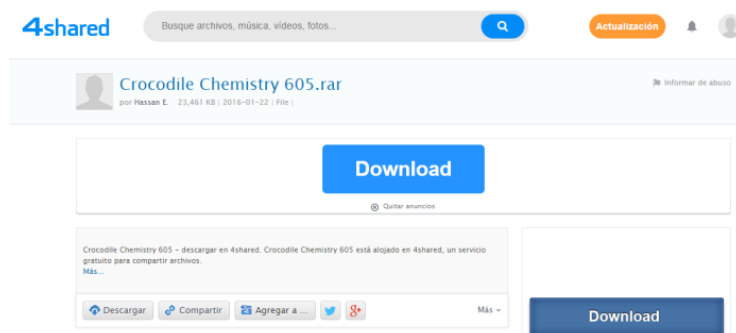 4shared
Busque archivos, música, vídeos, fotos...
Actualización
Crocodile Chemistry 605.rar
Informar de abuso
por Hassan E. 23,461 KB | 2016-01-22 | File |
Download
Quitar anuncios
Crocodile Chemistry 605 - descargar en 4shared. Crocodile Chemistry 605 está alojado en 4shared, un servicio
gratuito para compartir archivos.
Más...
Descargar Compartir Agregar a ... g+ Más
Download